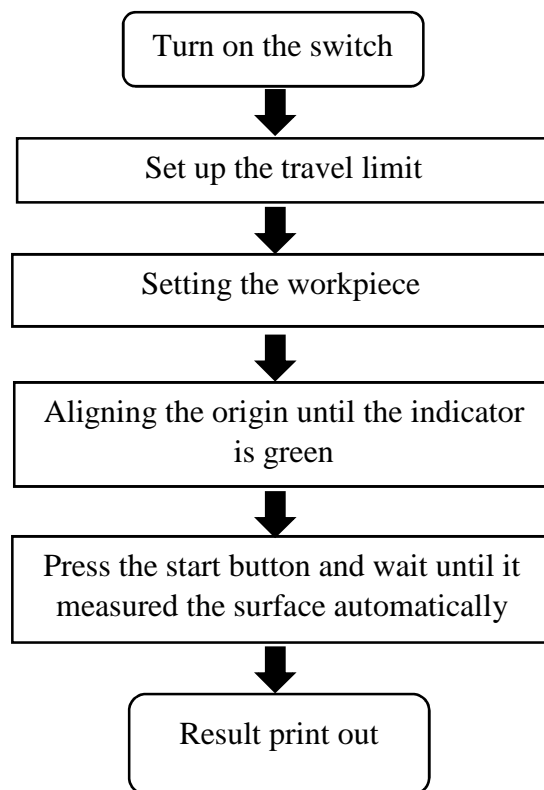 Turn on the switch
Set up the travel limit
Setting the workpiece
Aligning the origin until the indicator
is green
Press the start button and wait until it
measured the surface automatically
Result print out